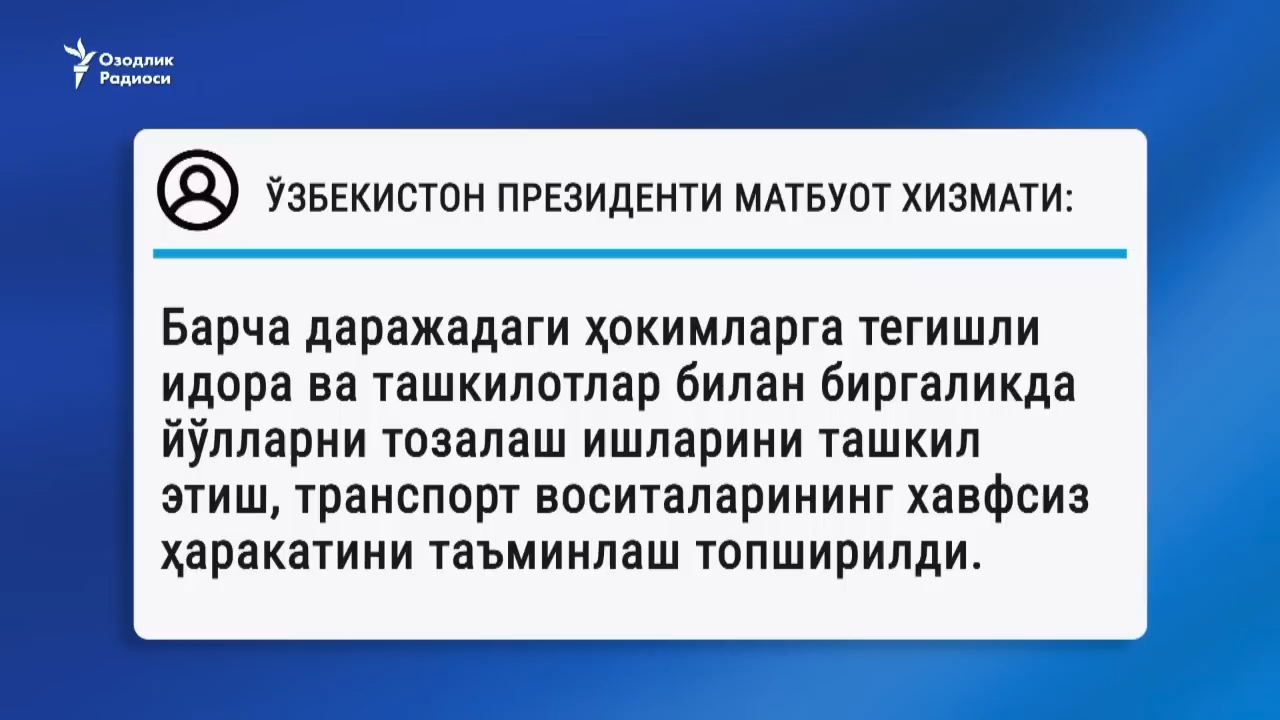 Озодлик
Радиоси
ЎЗБЕКИСТОН ПРЕЗИДЕНТИ МАТБУОТ ХИЗМАТИ:
Барча даражадаги ҳокимларга тегишли
идора ва ташкилотлар билан биргаликда
йўлларни тозалаш ишларини ташкил
этиш, транспорт воситаларининг хавфсиз
ҳаракатини таъминлаш топширилди.